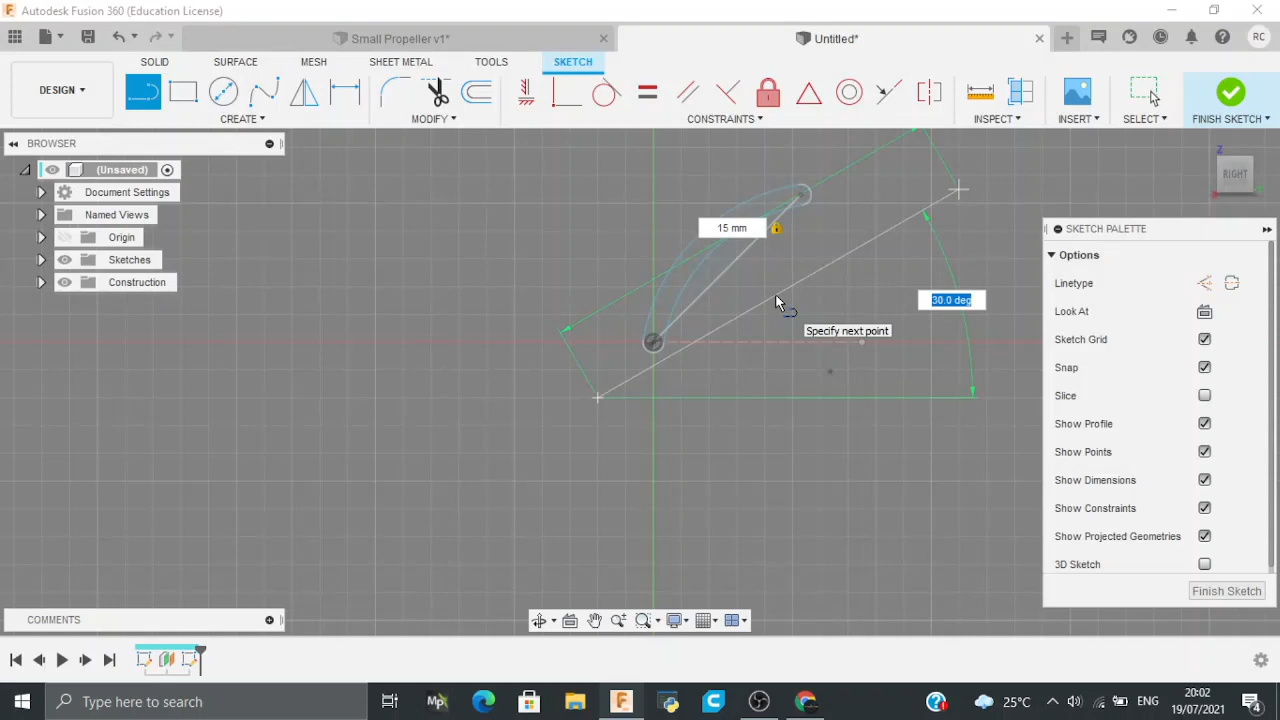 Autodesk Fusion 360 (Education License)
Small Propeller v1*
Untitled*
RC
SOLID
SURFACE
MESH
SHEET METAL
TOOLS
SKETCH
DESIGN
CREATE
MODIFY
CONSTRAINTS
INSPECT
INSERT
SELECT
FINISH SKETCH
BROWSER
(Unsaved)
Document Settings
Named Views
Origin
Sketches
Construction
Z
RIGHT
15 mm
30.0 deg
Specify next point
SKETCH PALETTE
Options
Linetype
Look At
Sketch Grid
Snap
Slice
Show Profile
Show Points
Show Dimensions
Show Constraints
Show Projected Geometries
3D Sketch
Finish Sketch
COMMENTS
Type here to search
25°C
ENG
20:02
19/07/2021
4